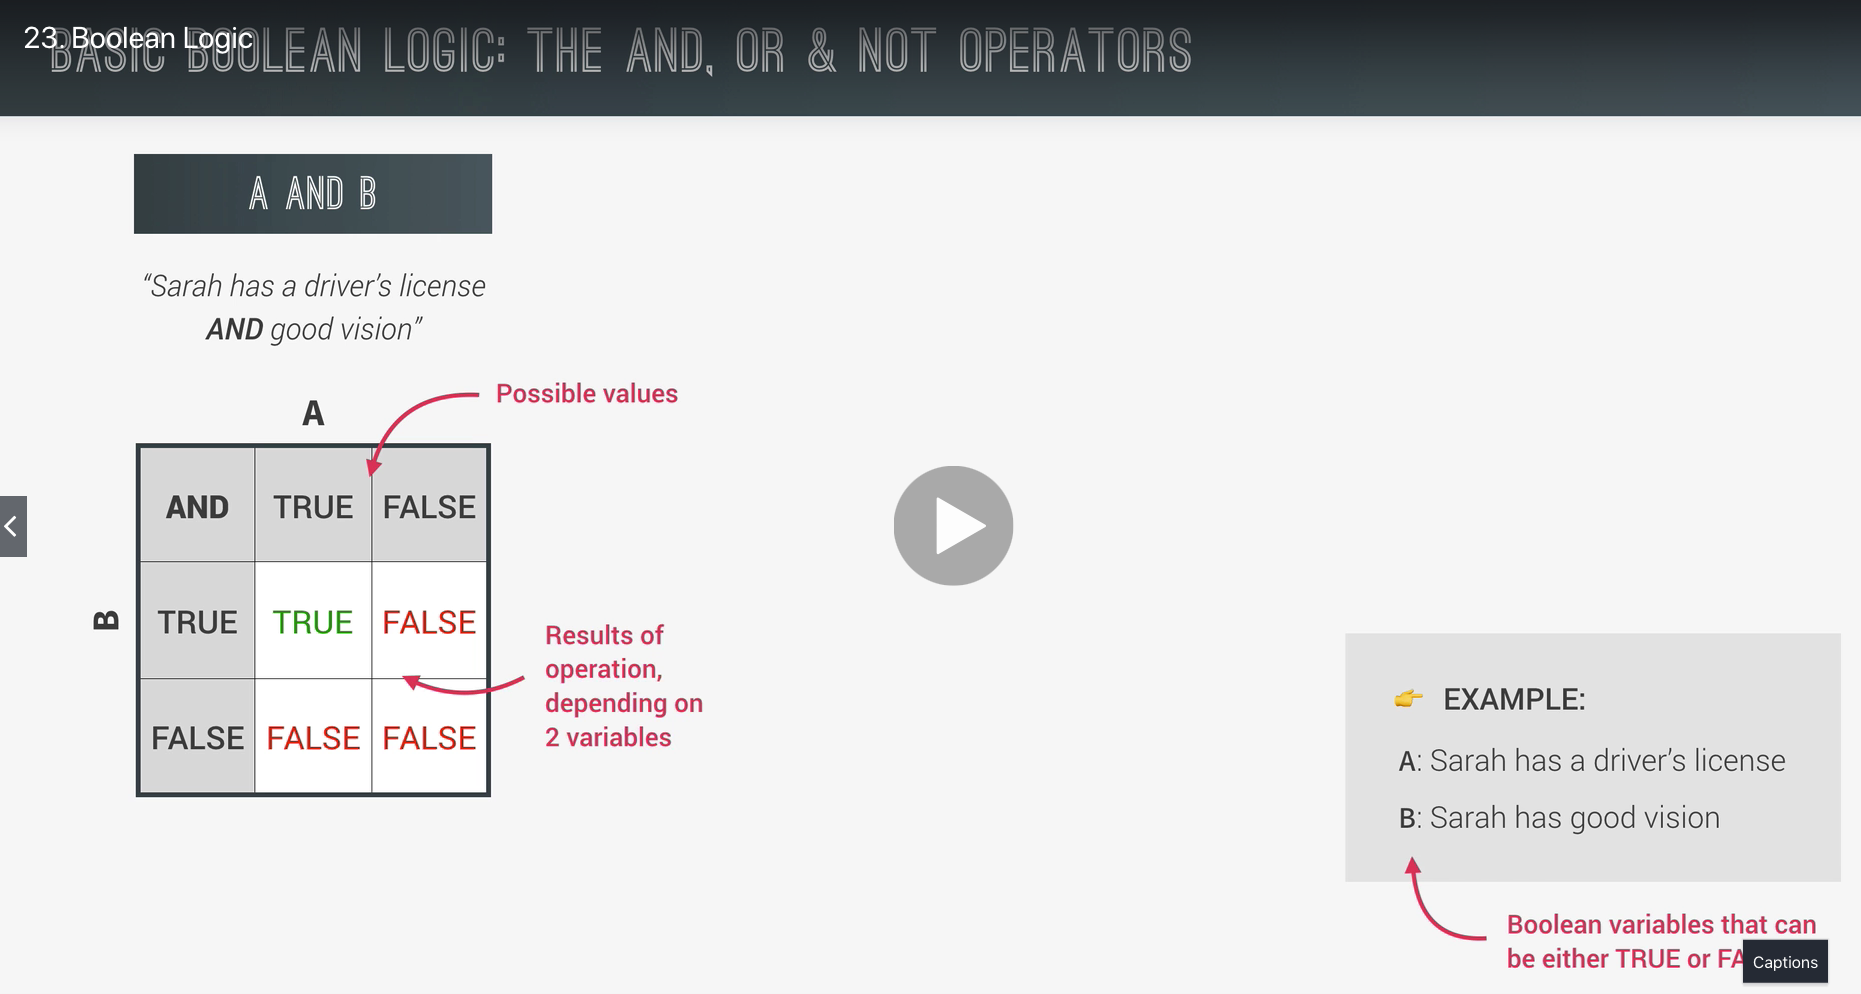 23. Boolean Logic
BASIC BOOLEAN LOGIC: THE AND, OR & NOT OPERATORS
A AND B
“Sarah has a driver’s license
AND good vision”
Possible values
A
AND TRUE FALSE
B
TRUE TRUE FALSE
FALSE FALSE FALSE
Results of
operation,
depending on
2 variables
👉 EXAMPLE:
A: Sarah has a driver’s license
B: Sarah has good vision
Boolean variables that can
be either TRUE or FA
Captions